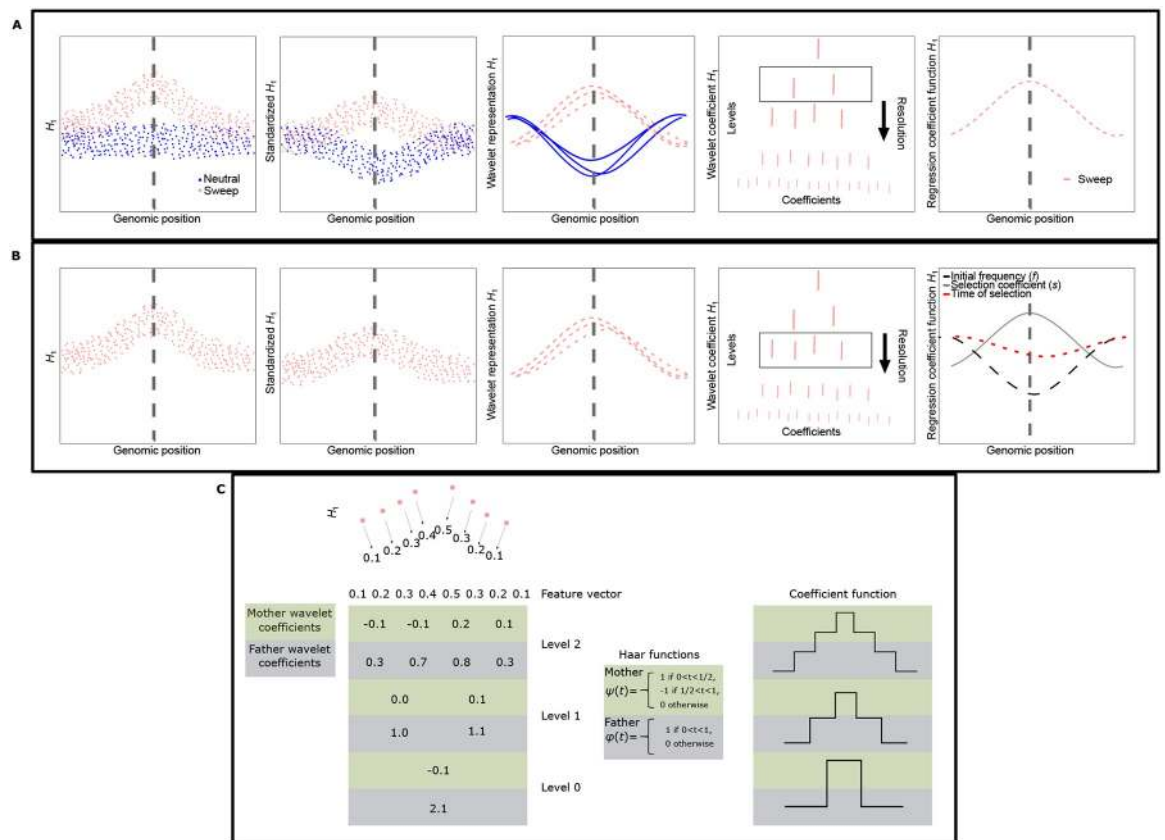 A
H1
Genomic position
Neutral
Sweep
Standardized H1
Genomic position
Wavelet representation H1
Genomic position
Wavelet coefficient H1
Levels
Resolution
Coefficients
Regression coefficient function H1
Sweep
Genomic position
B
H1
Genomic position
Standardized H1
Genomic position
Wavelet representation H1
Genomic position
Wavelet coefficient H1
Levels
Resolution
Coefficients
Regression coefficient function H1
Initial frequency (f)
Selection coefficient (s)
Time of selection
Genomic position
C
H1
0.1 0.2 0.3 0.4 0.5 0.3 0.2 0.1
0.1 0.2 0.3 0.4 0.5 0.3 0.2 0.1 Feature vector
Mother wavelet
coefficients
-0.1 -0.1 0.2 0.1
Level 2
Father wavelet
coefficients
0.3 0.7 0.8 0.3
0.0 0.1
Level 1
1.0 1.1
-0.1
Level 0
2.1
Haar functions
Mother
ψ(t)=
1 if 0<t<1/2,
-1 if 1/2<t<1,
0 otherwise
Father
φ(t)=
1 if 0<t<1,
0 otherwise
Coefficient function